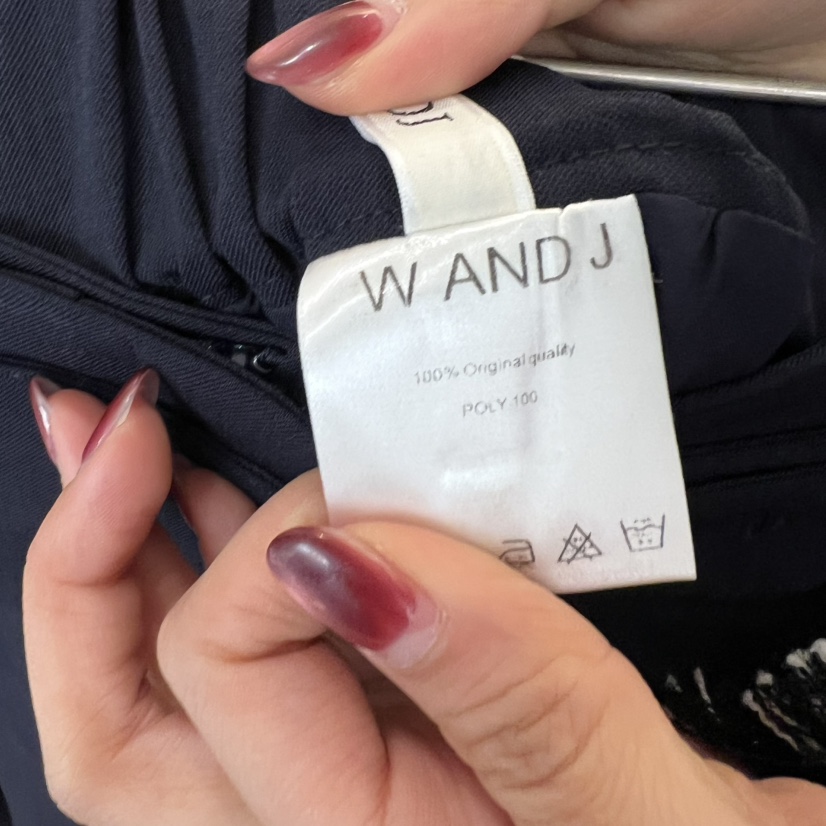 W AND J
100% Original quality
POLY 100